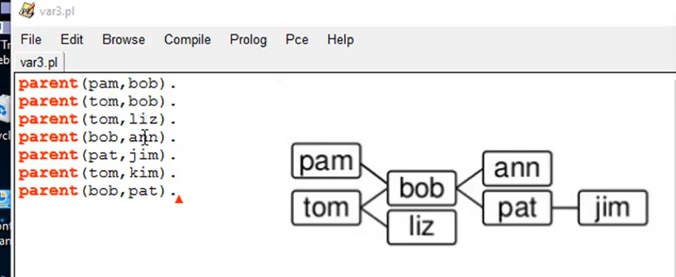 var3.pl
File Edit Browse Compile Prolog Pce Help
var3.pl
parent(pam,bob).
parent(tom,bob).
parent(tom,liz).
parent(bob,ann).
parent(pat,jim).
parent(tom,kim).
parent(bob,pat).
pam
ann
bob
tom
pat
jim
liz